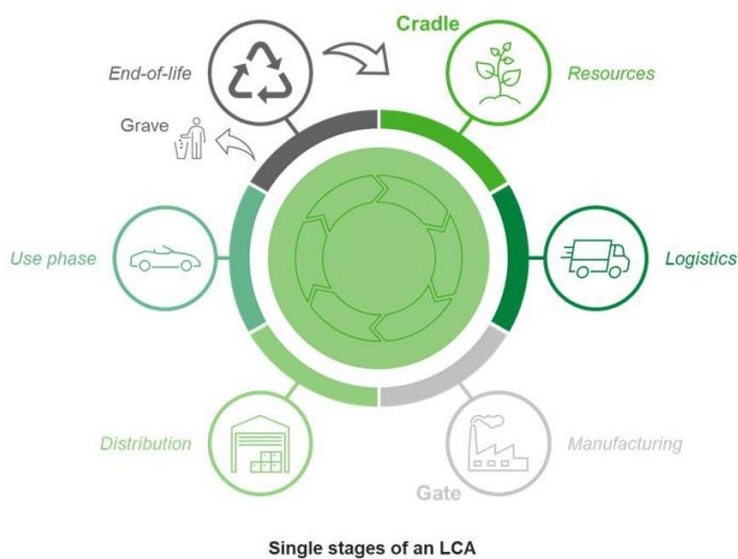 Cradle
End-of-life
Resources
Grave
Use phase
Logistics
Distribution
Manufacturing
Gate
Single stages of an LCA